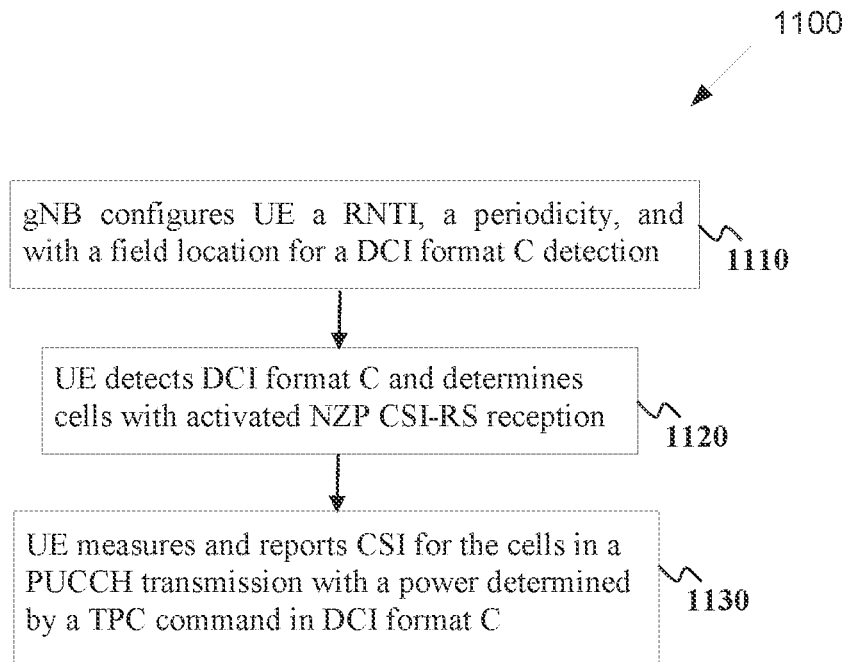 1100
gNB configures UE a RNTI, a periodicity, and
with a field location for a DCI format C detection
1110
UE detects DCI format C and determines
cells with activated NZP CSI-RS reception
1120
UE measures and reports CSI for the cells in a
PUCCH transmission with a power determined
by a TPC command in DCI format C
1130